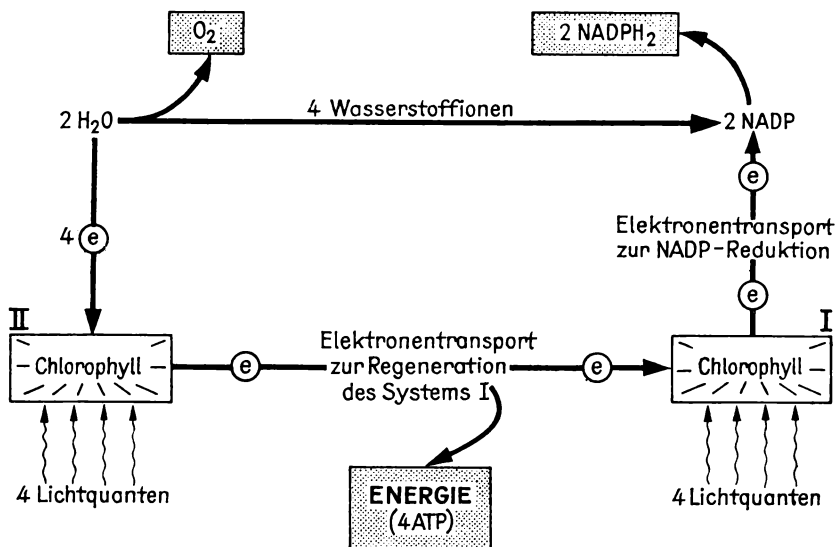 O₂
2 NADPH₂
2 H₂O
4 Wasserstoffionen
2 NADP
e
4 e
Elektronentransport
zur NADP-Reduktion
e
II
I
Chlorophyll
e
Elektronentransport
zur Regeneration
des Systems I
e
Chlorophyll
4 Lichtquanten
ENERGIE
(4 ATP)
4 Lichtquanten